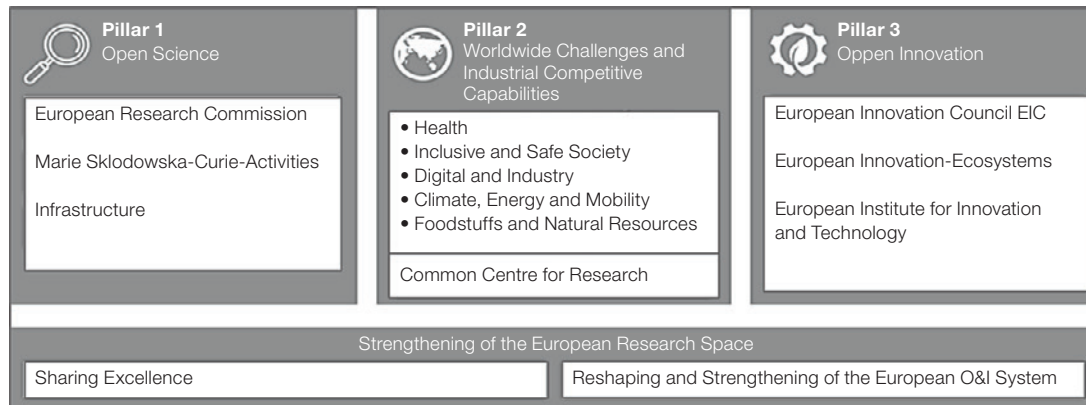 Pillar 1
Open Science
European Research Commission
Marie Sklodowska-Curie-Activities
Infrastructure
Pillar 2
Worldwide Challenges and
Industrial Competitive
Capabilities
• Health
• Inclusive and Safe Society
• Digital and Industry
• Climate, Energy and Mobility
• Foodstuffs and Natural Resources
Common Centre for Research
Pillar 3
Oppen Innovation
European Innovation Council EIC
European Innovation-Ecosystems
European Institute for Innovation
and Technology
Strengthening of the European Research Space
Sharing Excellence
Reshaping and Strengthening of the European O&I System